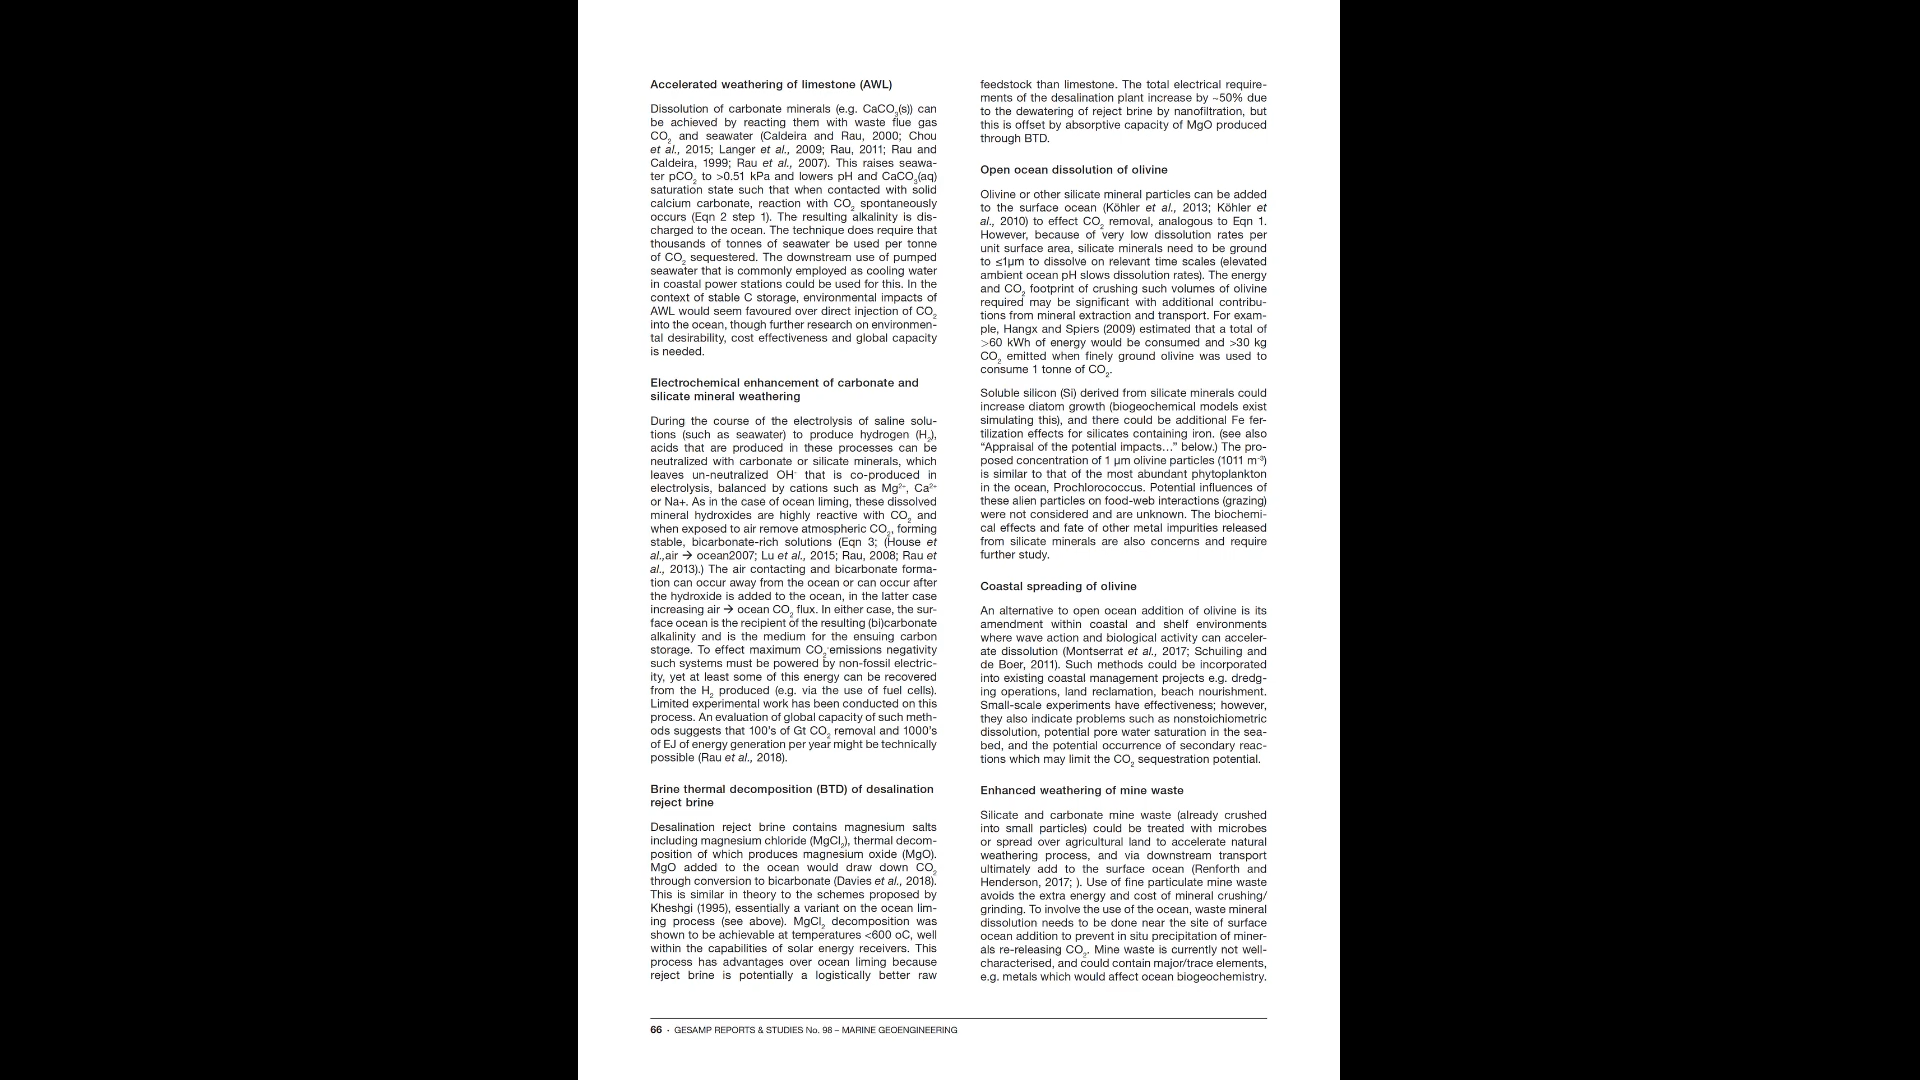 Accelerated weathering of limestone (AWL)
Dissolution of carbonate minerals (e.g. CaCO3(s)) can
be achieved by reacting them with waste flue gas
CO2 and seawater (Caldeira and Rau, 2000; Chou
et al., 2015; Langer et al., 2009; Rau, 2011; Rau and
Caldeira, 1999; Rau et al., 2007). This raises seawa-
ter pCO2 to >0.51 kPa and lowers pH and CaCO3(aq)
saturation state such that when contacted with solid
calcium carbonate, reaction with CO2 spontaneously
occurs (Eqn 2 step 1). The resulting alkalinity is dis-
charged to the ocean. The technique does require that
thousands of tonnes of seawater be used per tonne
of CO2 sequestered. The downstream use of pumped
seawater that is commonly employed as cooling water
in coastal power stations could be used for this. In the
context of stable C storage, environmental impacts of
AWL would seem favoured over direct injection of CO2
into the ocean, though further research on environmen-
tal desirability, cost effectiveness and global capacity
is needed.
Electrochemical enhancement of carbonate and
silicate mineral weathering
During the course of the electrolysis of saline solu-
tions (such as seawater) to produce hydrogen (H2),
acids that are produced in these processes can be
neutralized with carbonate or silicate minerals, which
leaves un-neutralized OH- that is co-produced in
electrolysis, balanced by cations such as Mg2+, Ca2+
or Na+. As in the case of ocean liming, these dissolved
mineral hydroxides are highly reactive with CO2 and
when exposed to air remove atmospheric CO2, forming
stable, bicarbonate-rich solutions (Eqn 3; (House et
al.,air → ocean2007; Lu et al., 2015; Rau, 2008; Rau et
al., 2013).) The air contacting and bicarbonate forma-
tion can occur away from the ocean or can occur after
the hydroxide is added to the ocean, in the latter case
increasing air → ocean CO2 flux. In either case, the sur-
face ocean is the recipient of the resulting (bi)carbonate
alkalinity and is the medium for the ensuing carbon
storage. To effect maximum CO2-emissions negativity
such systems must be powered by non-fossil electric-
ity, yet at least some of this energy can be recovered
from the H2 produced (e.g. via the use of fuel cells).
Limited experimental work has been conducted on this
process. An evaluation of global capacity of such meth-
ods suggests that 100's of Gt CO2 removal and 1000's
of EJ of energy generation per year might be technically
possible (Rau et al., 2018).
Brine thermal decomposition (BTD) of desalination
reject brine
Desalination reject brine contains magnesium salts
including magnesium chloride (MgCl2), thermal decom-
position of which produces magnesium oxide (MgO).
MgO added to the ocean would draw down CO2
through conversion to bicarbonate (Davies et al., 2018).
This is similar in theory to the schemes proposed by
Kheshgi (1995), essentially a variant on the ocean lim-
ing process (see above). MgCl2 decomposition was
shown to be achievable at temperatures <600 oC, well
within the capabilities of solar energy receivers. This
process has advantages over ocean liming because
reject brine is potentially a logistically better raw
feedstock than limestone. The total electrical require-
ments of the desalination plant increase by ~50% due
to the dewatering of reject brine by nanofiltration, but
this is offset by absorptive capacity of MgO produced
through BTD.
Open ocean dissolution of olivine
Olivine or other silicate mineral particles can be added
to the surface ocean (Köhler et al., 2013; Köhler et
al., 2010) to effect CO2 removal, analogous to Eqn 1.
However, because of very low dissolution rates per
unit surface area, silicate minerals need to be ground
to ≤1µm to dissolve on relevant time scales (elevated
ambient ocean pH slows dissolution rates). The energy
and CO2 footprint of crushing such volumes of olivine
required may be significant with additional contribu-
tions from mineral extraction and transport. For exam-
ple, Hangx and Spiers (2009) estimated that a total of
>60 kWh of energy would be consumed and >30 kg
CO2 emitted when finely ground olivine was used to
consume 1 tonne of CO2.
Soluble silicon (Si) derived from silicate minerals could
increase diatom growth (biogeochemical models exist
simulating this), and there could be additional Fe fer-
tilization effects for silicates containing iron. (see also
“Appraisal of the potential impacts...” below.) The pro-
posed concentration of 1 µm olivine particles (1011 m-3)
is similar to that of the most abundant phytoplankton
in the ocean, Prochlorococcus. Potential influences of
these alien particles on food-web interactions (grazing)
were not considered and are unknown. The biochemi-
cal effects and fate of other metal impurities released
from silicate minerals are also concerns and require
further study.
Coastal spreading of olivine
An alternative to open ocean addition of olivine is its
amendment within coastal and shelf environments
where wave action and biological activity can acceler-
ate dissolution (Montserrat et al., 2017; Schuiling and
de Boer, 2011). Such methods could be incorporated
into existing coastal management projects e.g. dredg-
ing operations, land reclamation, beach nourishment.
Small-scale experiments have effectiveness; however,
they also indicate problems such as nonstoichiometric
dissolution, potential pore water saturation in the sea-
bed, and the potential occurrence of secondary reac-
tions which may limit the CO2 sequestration potential.
Enhanced weathering of mine waste
Silicate and carbonate mine waste (already crushed
into small particles) could be treated with microbes
or spread over agricultural land to accelerate natural
weathering process, and via downstream transport
ultimately add to the surface ocean (Renforth and
Henderson, 2017; ). Use of fine particulate mine waste
avoids the extra energy and cost of mineral crushing/
grinding. To involve the use of the ocean, waste mineral
dissolution needs to be done near the site of surface
ocean addition to prevent in situ precipitation of miner-
als re-releasing CO2. Mine waste is currently not well-
characterised, and could contain major/trace elements,
e.g. metals which would affect ocean biogeochemistry.
66 · GESAMP REPORTS & STUDIES No. 98 – MARINE GEOENGINEERING